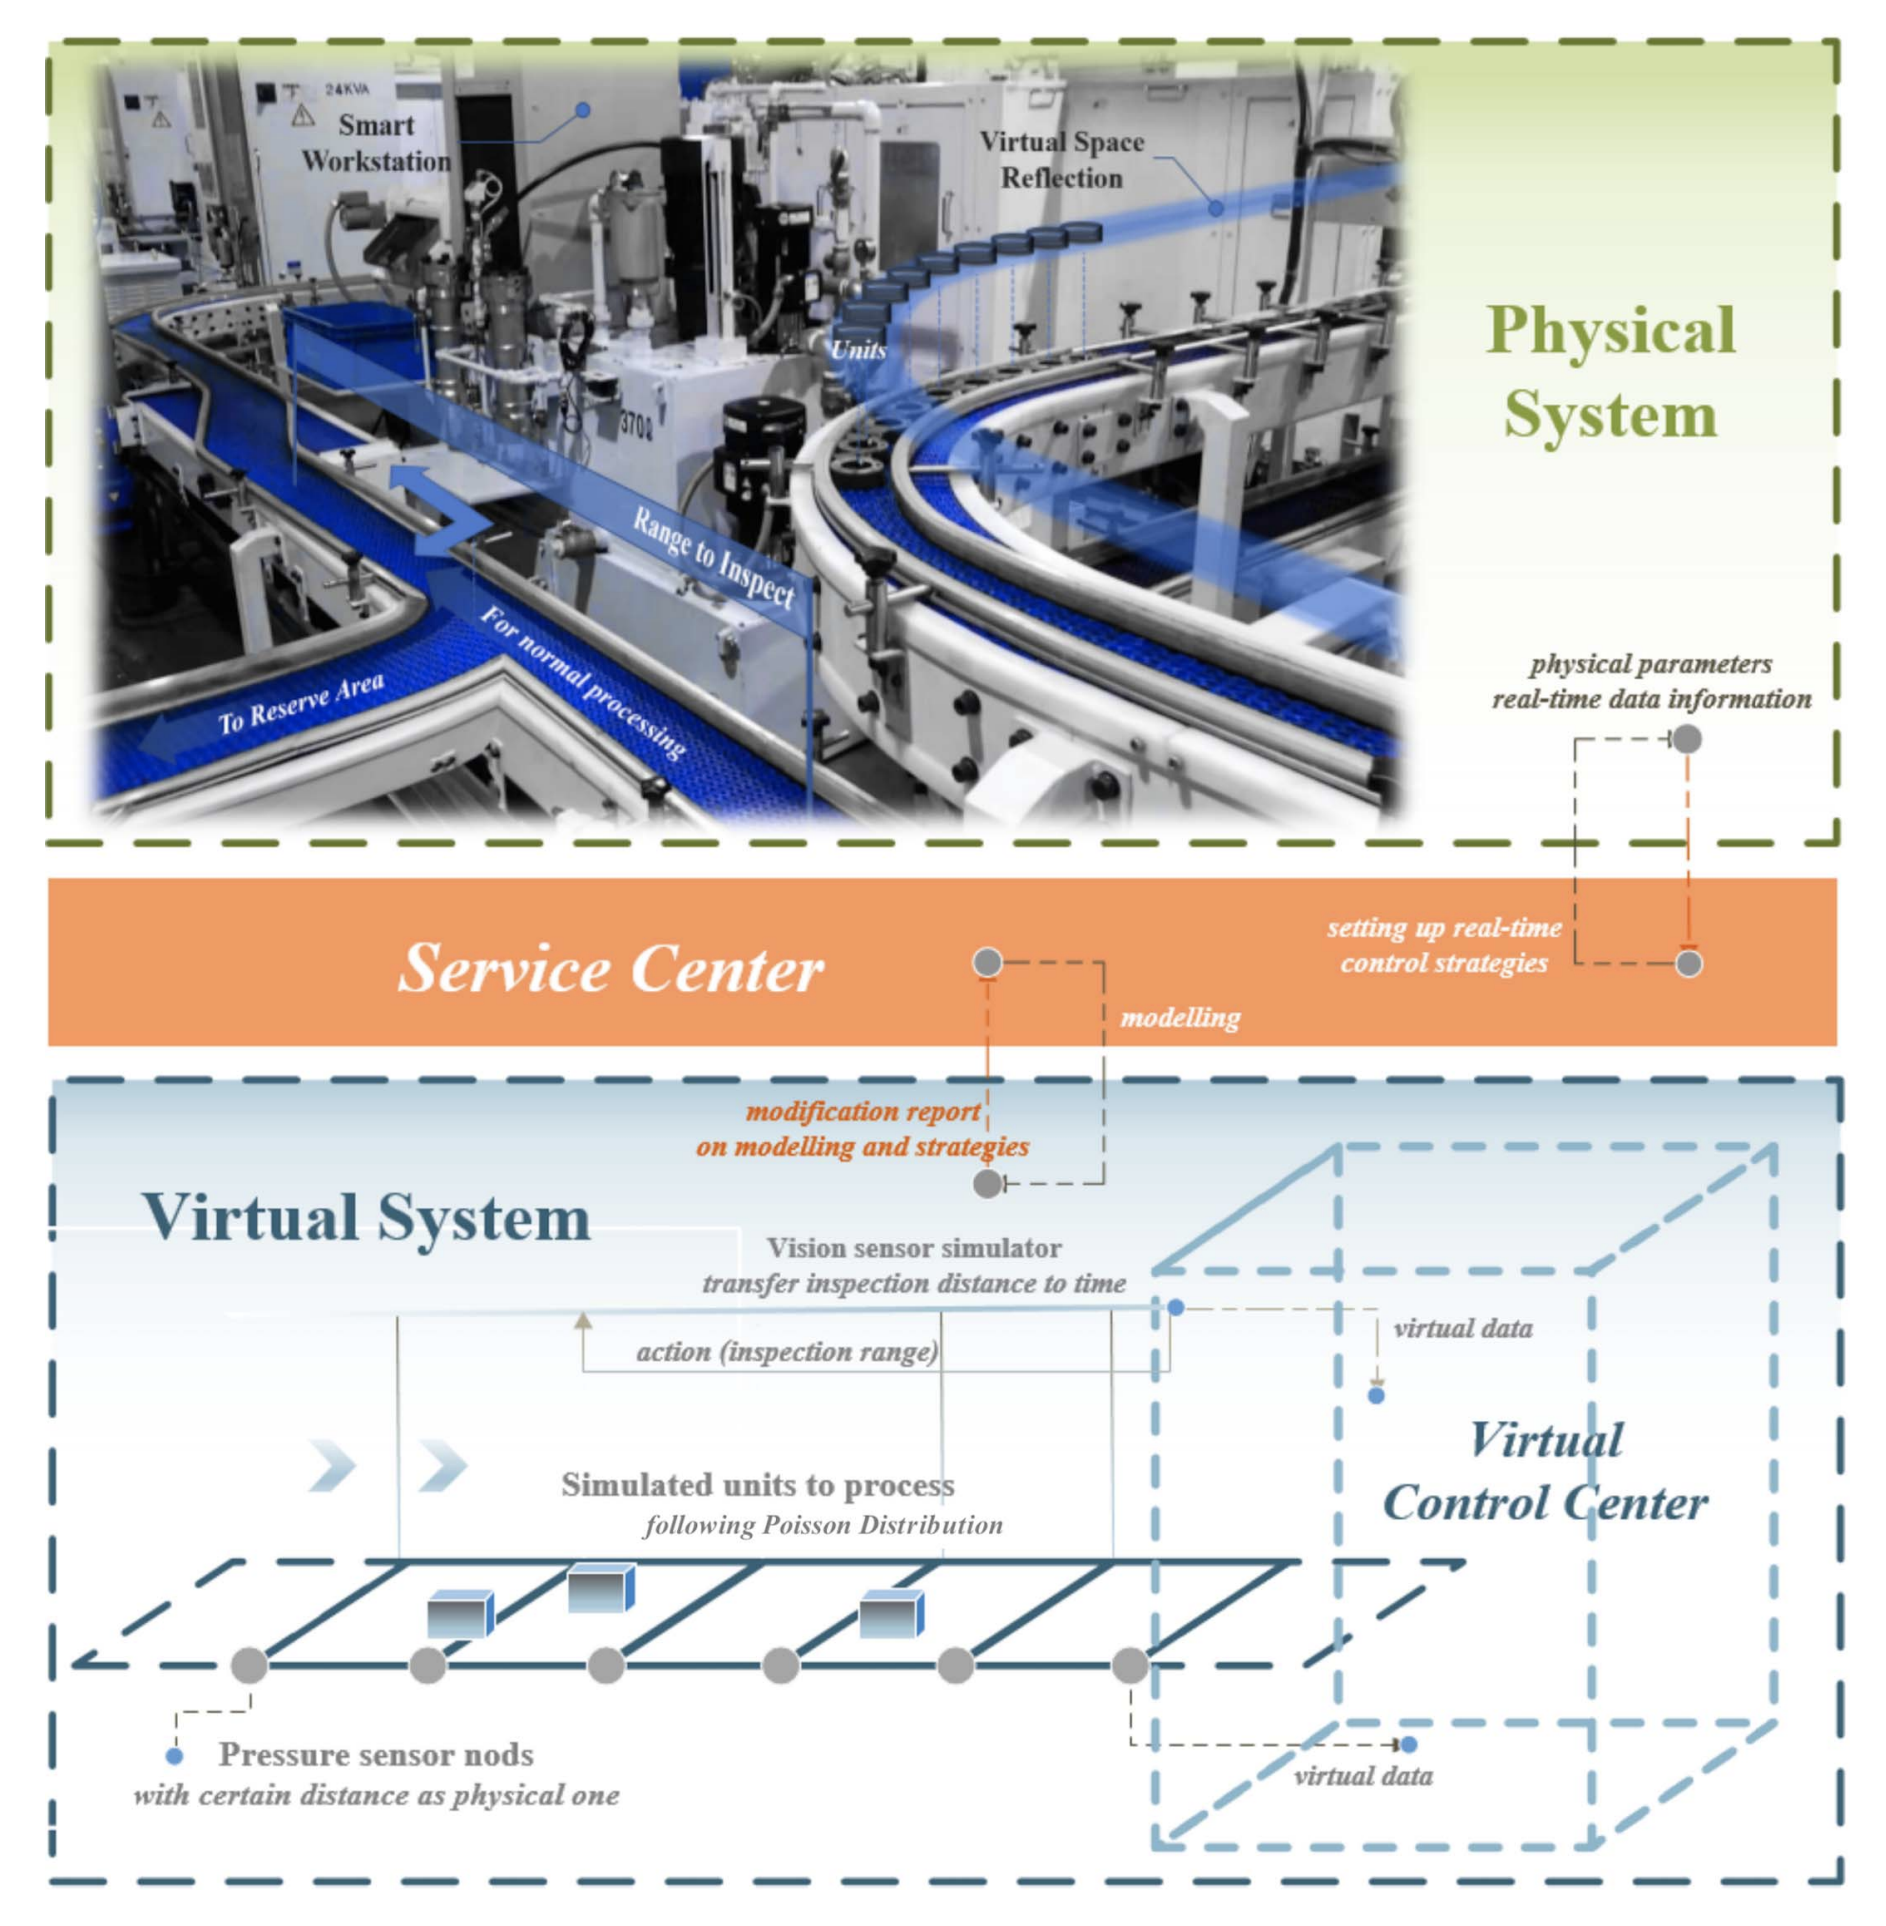 24KVA
Smart
Workstation
Virtual Space
Reflection
Units
370Q
Range to Inspect
For normal processing
To Reserve Area
Physical
System
physical parameters
real-time data information
setting up real-time
control strategies
Service Center
modelling
modification report
on modelling and strategies
Virtual System
Vision sensor simulator
transfer inspection distance to time
action (inspection range)
virtual data
Virtual
Control Center
Simulated units to process
following Poisson Distribution
Pressure sensor nods
with certain distance as physical one
virtual data